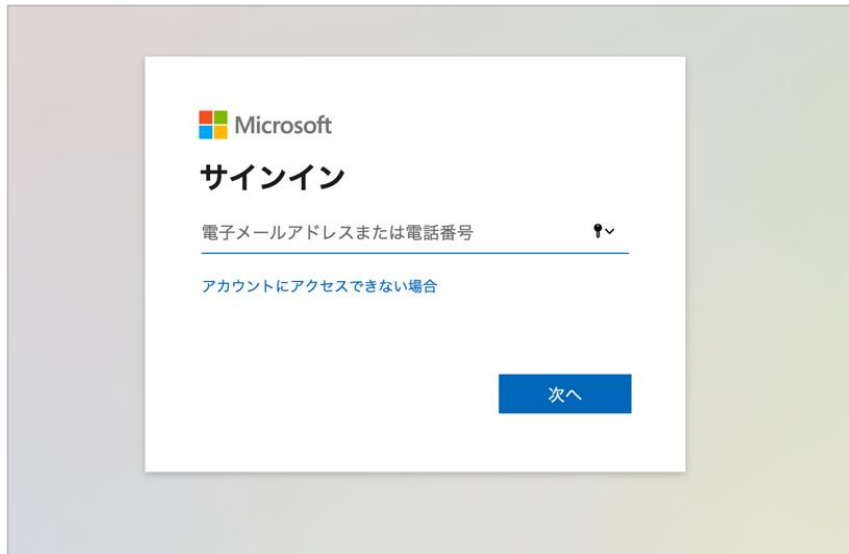 Microsoft
サインイン
電子メールアドレスまたは電話番号
アカウントにアクセスできない場合
次へ